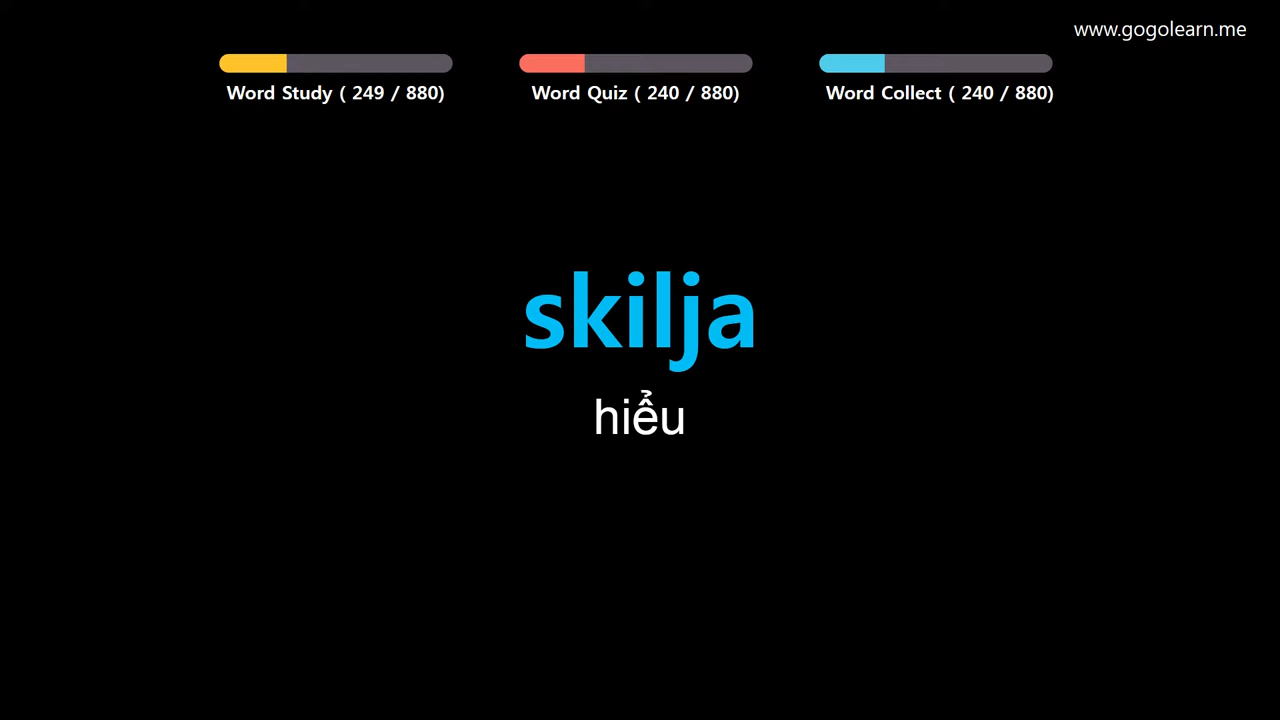 www.gogolearn.me
Word Study ( 249 / 880)
Word Quiz ( 240 / 880)
Word Collect ( 240 / 880)
skilja
hiểu